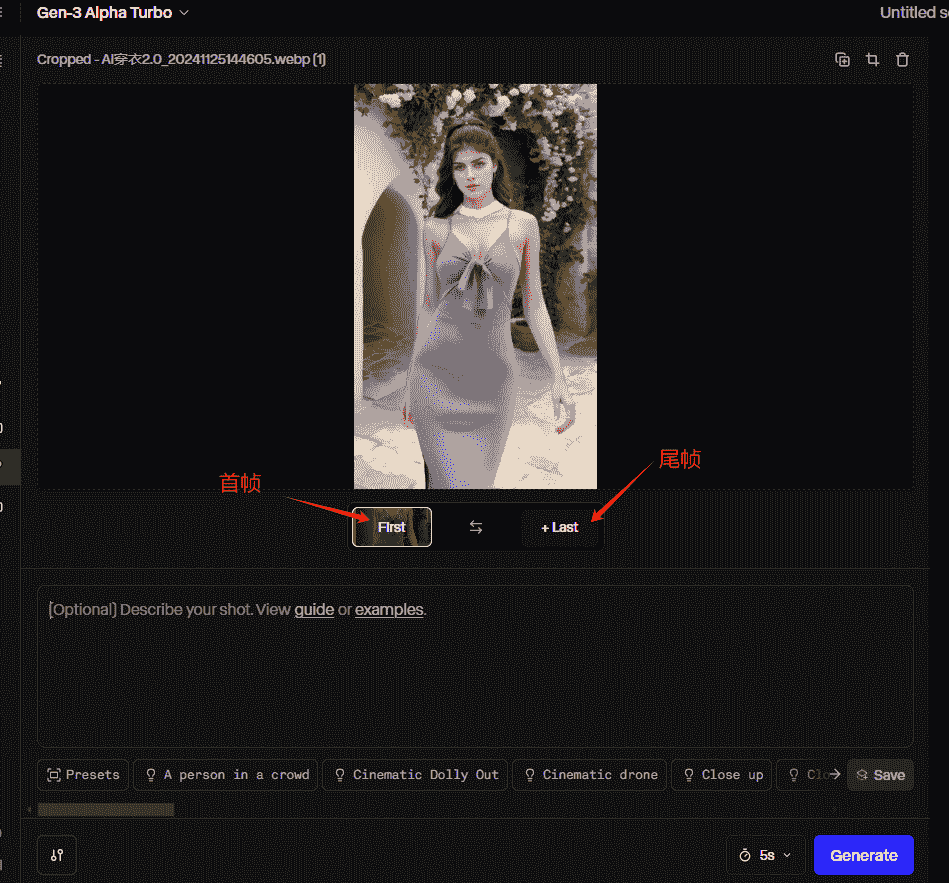 Gen-3 Alpha Turbo
Untitled s
Cropped - AI穿衣2.0_20241125144605.webp (1)
首帧
尾帧
First
+ Last
[Optional] Describe your shot. View guide or examples.
Presets
A person in a crowd
Cinematic Dolly Out
Cinematic drone
Close up
Clo
Save
5s
Generate